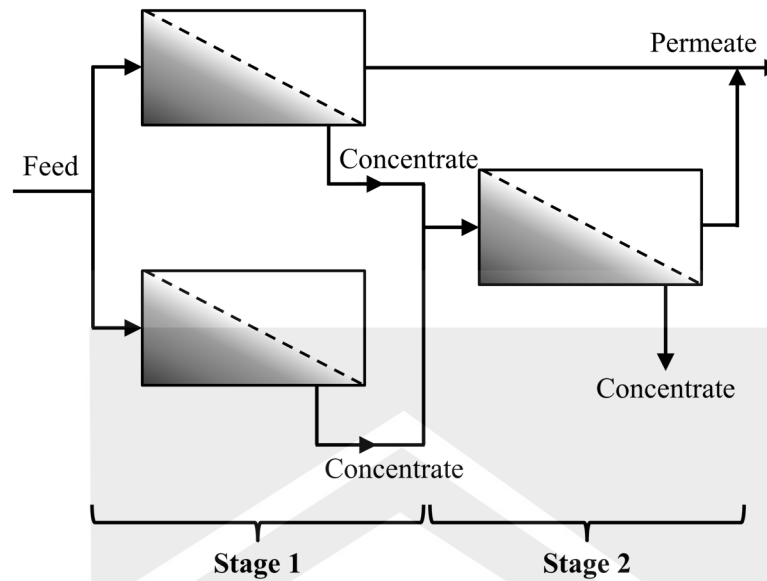 Permeate
Feed
Concentrate
Concentrate
Concentrate
Stage 1
Stage 2